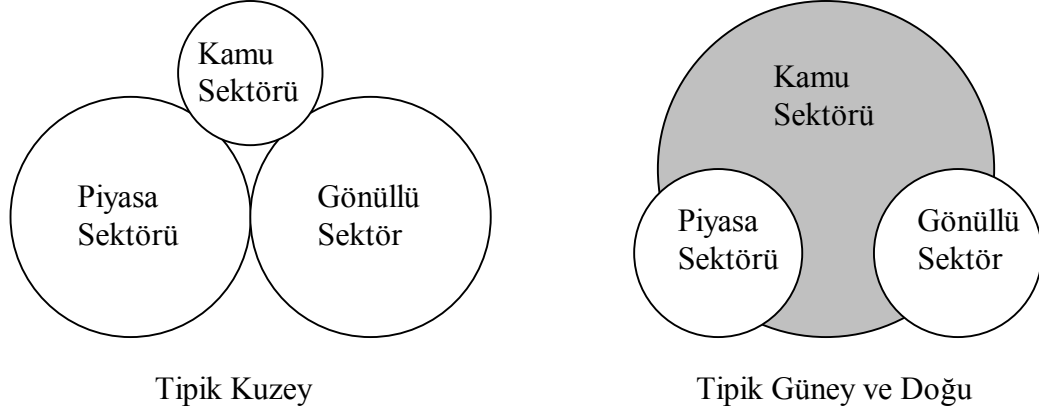 Kamu
Sektörü
Piyasa
Sektörü
Gönüllü
Sektör
Tipik Kuzey
Kamu
Sektörü
Piyasa
Sektörü
Gönüllü
Sektör
Tipik Güney ve Doğu